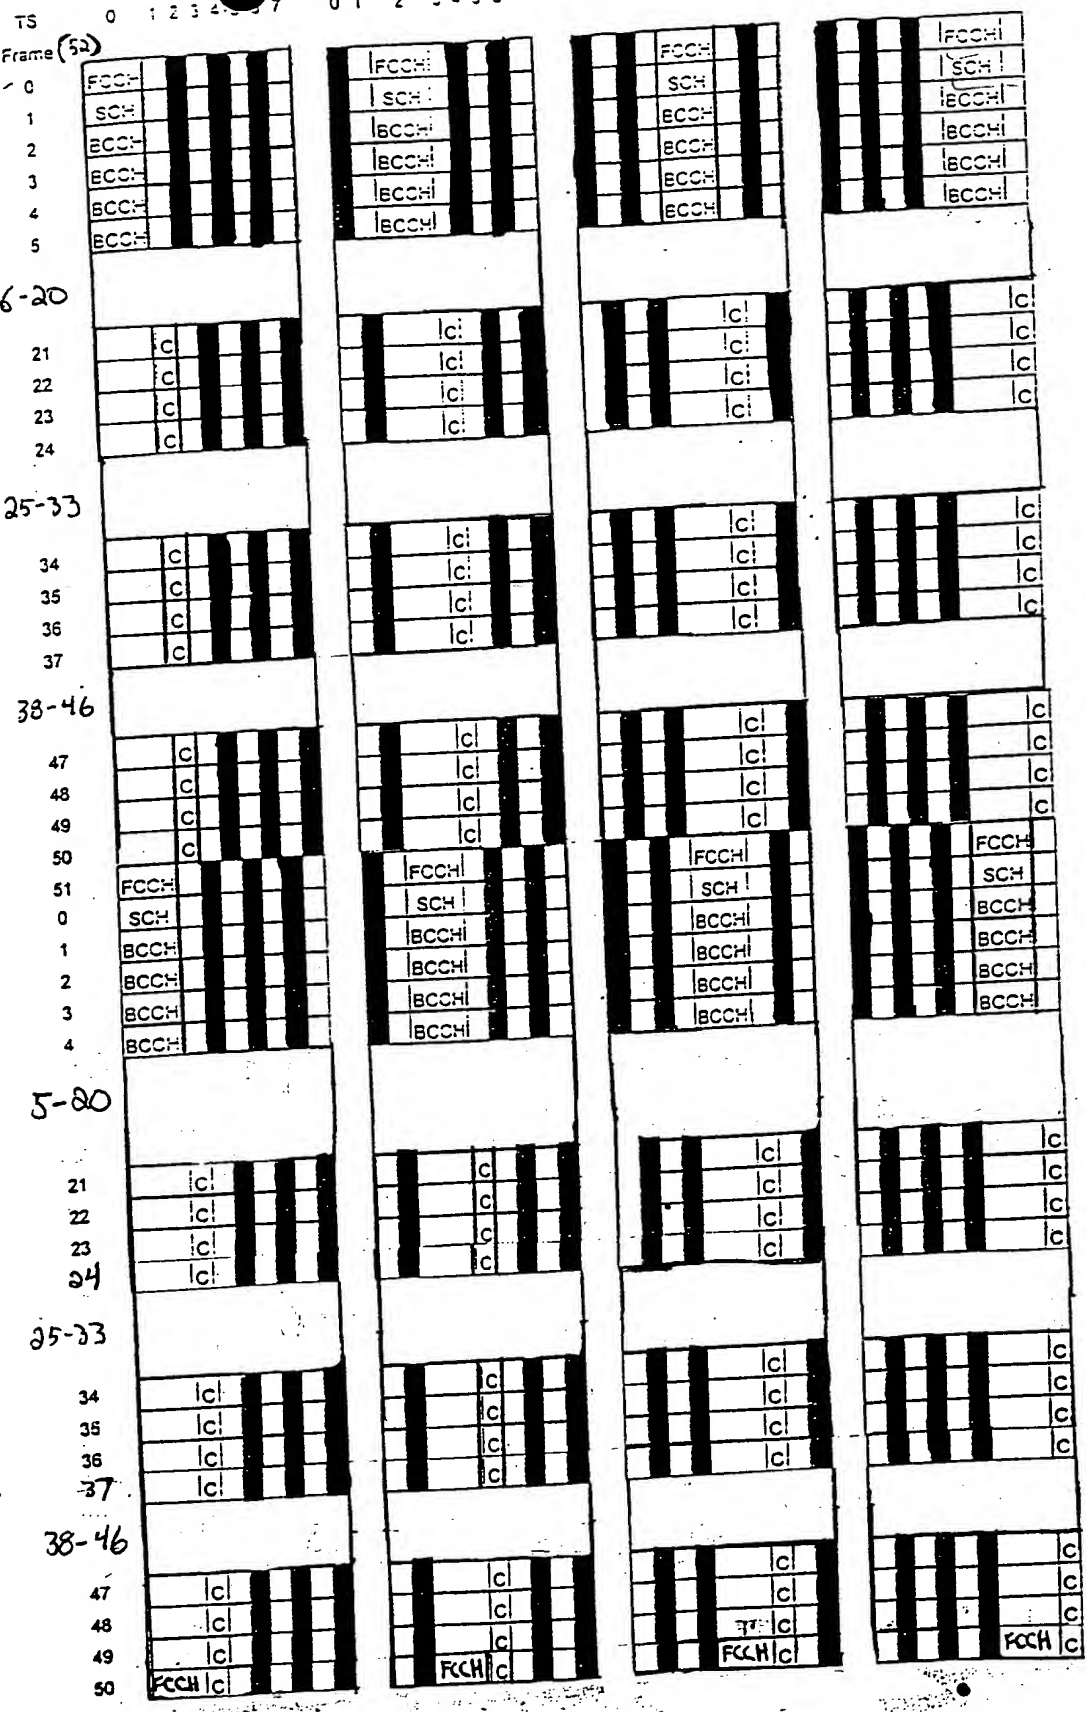 TS 0 1 2 3 4 5 6 7 0 1 2
Frame (52)
0 FCCH FCCH FCCH FCCH
1 SCH SCH SCH SCH
2 BCCH BCCH BCCH BCCH
3 BCCH BCCH BCCH BCCH
4 BCCH BCCH BCCH BCCH
5 BCCH BCCH BCCH BCCH
6-20
21 C C C C
22 C C C C
23 C C C C
24 C C C C
25-33
34 C C C C
35 C C C C
36 C C C C
37 C C C C
38-46
47 C C C C
48 C C C C
49 C C C C
50 C C C C
51 FCCH FCCH FCCH FCCH
0 SCH SCH SCH SCH
1 BCCH BCCH BCCH BCCH
2 BCCH BCCH BCCH BCCH
3 BCCH BCCH BCCH BCCH
4 BCCH BCCH BCCH BCCH
5-20
21 C C C C
22 C C C C
23 C C C C
24 C C C C
25-33
34 C C C C
35 C C C C
36 C C C C
37 C C C C
38-46
47 C C C C
48 C C C C
49 C C C C
50 FCCH C FCCH C FCCH C FCCH C